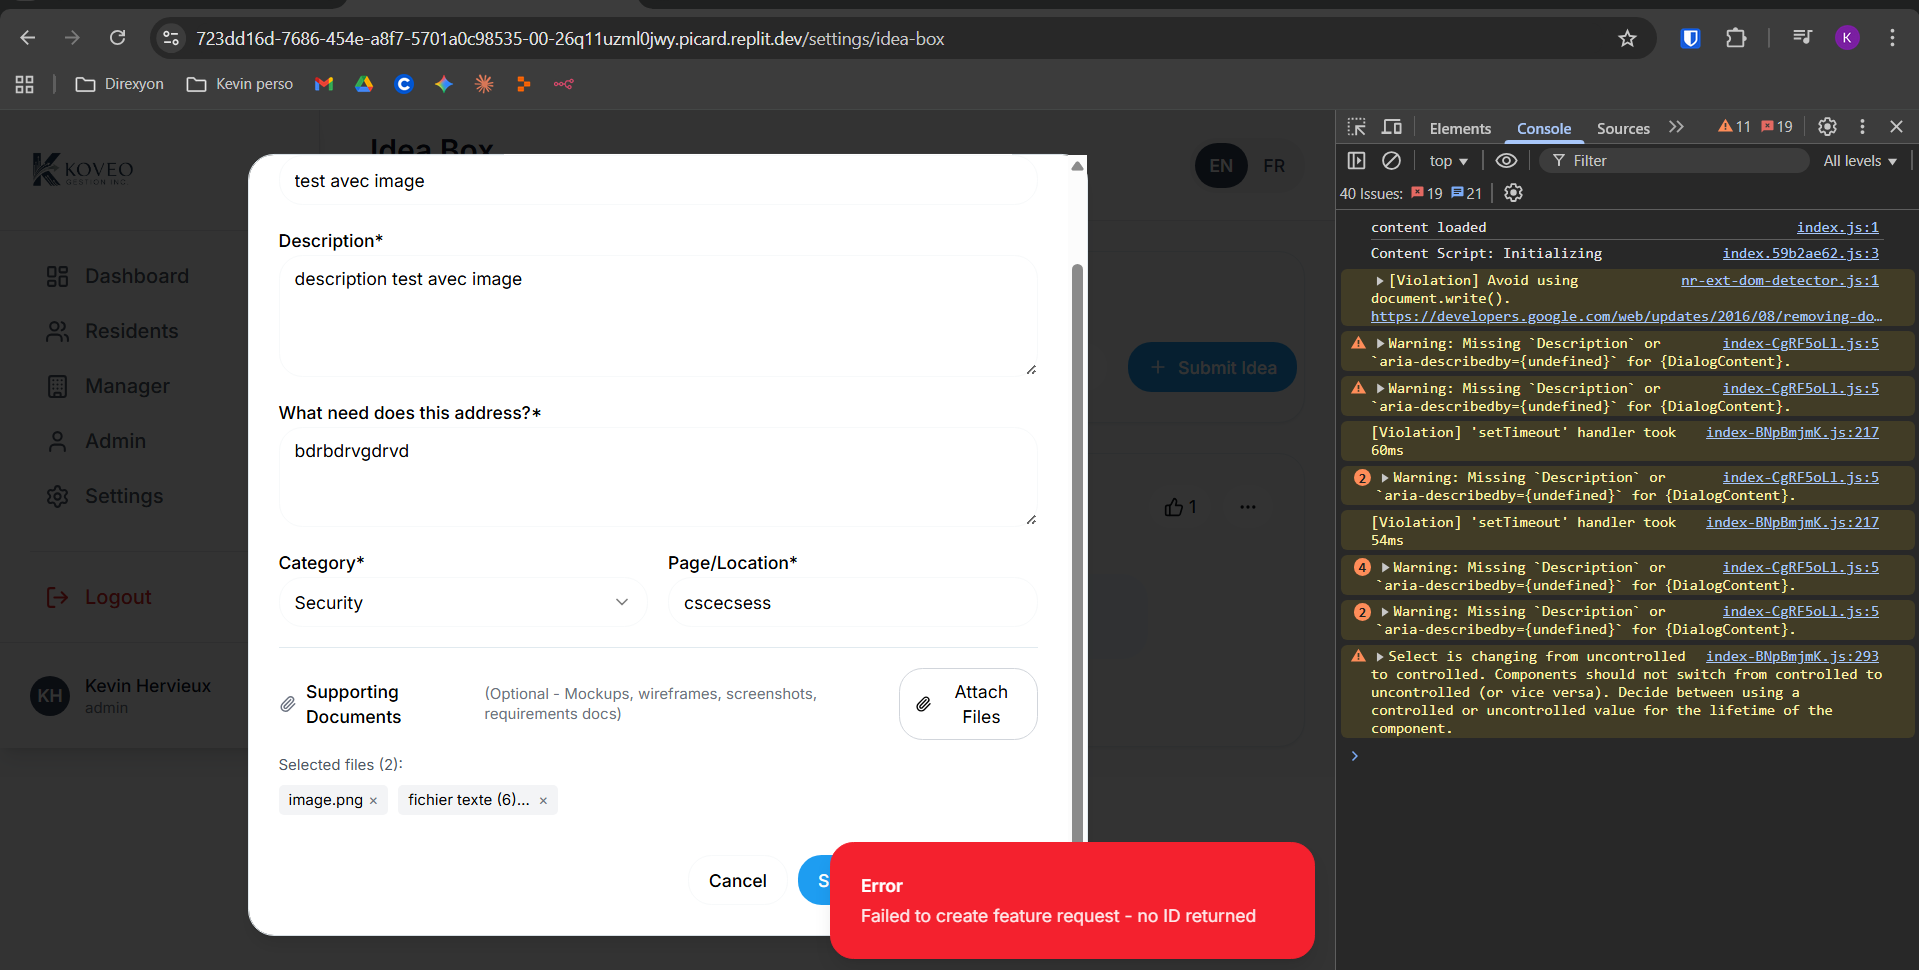 723dd16d-7686-454e-a8f7-5701a0c98535-00-26q11uzml0jwy.picard.replit.dev/settings/idea-box
K
Direxyon
Kevin perso
KOVEO
GESTION INC.
Dashboard
Residents
Manager
Admin
Settings
Logout
KH
Kevin Hervieux
admin
Idea Box
EN
FR
+ Submit Idea
1
test avec image
Description*
description test avec image
What need does this address?*
bdrbdrvgdrvd
Category*
Page/Location*
Security
cscecsess
Supporting
Documents
(Optional - Mockups, wireframes, screenshots,
requirements docs)
Attach
Files
Selected files (2):
image.png ×
fichier texte (6)... ×
Cancel
S
Error
Failed to create feature request - no ID returned
Elements
Console
Sources
11
19
top
Filter
All levels
40 Issues: 19 21
content loaded index.js:1
Content Script: Initializing index.59b2ae62.js:3
[Violation] Avoid using nr-ext-dom-detector.js:1
document.write().
https://developers.google.com/web/updates/2016/08/removing-do…
Warning: Missing `Description` or index-CgRF5oLl.js:5
`aria-describedby={undefined}` for {DialogContent}.
Warning: Missing `Description` or index-CgRF5oLl.js:5
`aria-describedby={undefined}` for {DialogContent}.
[Violation] 'setTimeout' handler took index-BNpBmjmK.js:217
60ms
2 Warning: Missing `Description` or index-CgRF5oLl.js:5
`aria-describedby={undefined}` for {DialogContent}.
[Violation] 'setTimeout' handler took index-BNpBmjmK.js:217
54ms
4 Warning: Missing `Description` or index-CgRF5oLl.js:5
`aria-describedby={undefined}` for {DialogContent}.
2 Warning: Missing `Description` or index-CgRF5oLl.js:5
`aria-describedby={undefined}` for {DialogContent}.
Select is changing from uncontrolled index-BNpBmjmK.js:293
to controlled. Components should not switch from controlled to
uncontrolled (or vice versa). Decide between using a
controlled or uncontrolled value for the lifetime of the
component.